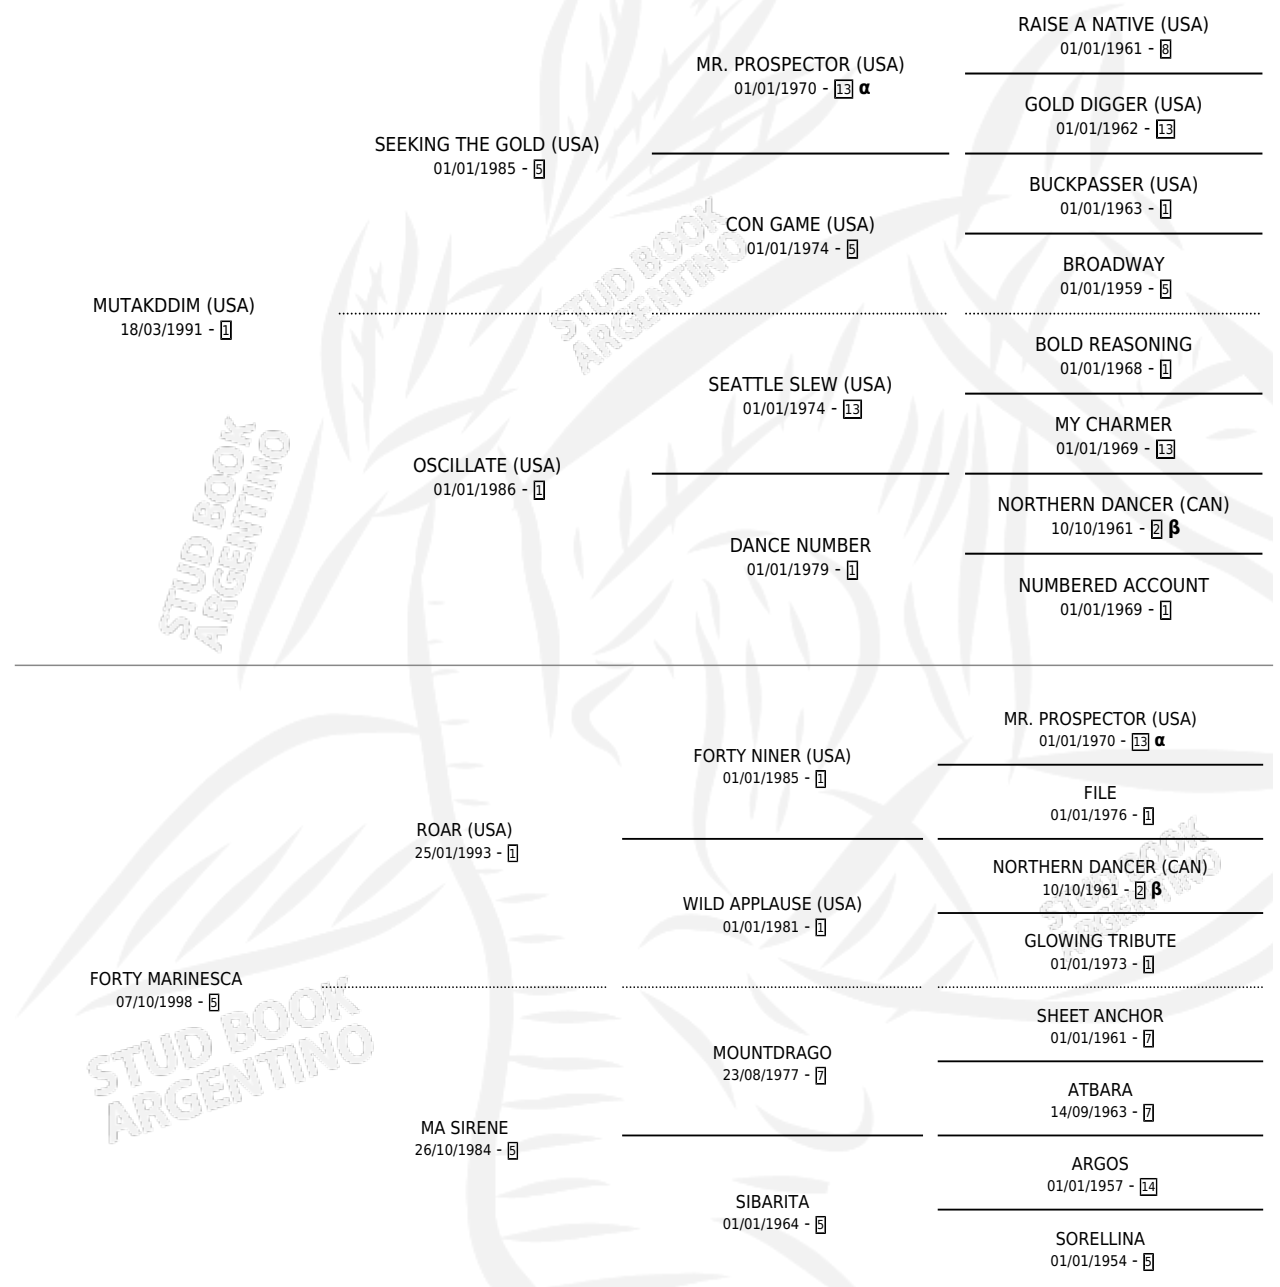 RAISE A NATIVE (USA)
01/01/1961 - 8
MR. PROSPECTOR (USA)
01/01/1970 - 13 α
GOLD DIGGER (USA)
01/01/1962 - 13
SEEKING THE GOLD (USA)
01/01/1985 - 5
BUCKPASSER (USA)
01/01/1963 - 1
CON GAME (USA)
01/01/1974 - 5
BROADWAY
01/01/1959 - 5
STUD BOOK
ARGENTINO
MUTAKDDIM (USA)
18/03/1991 - 1
BOLD REASONING
01/01/1968 - 1
SEATTLE SLEW (USA)
01/01/1974 - 13
MY CHARMER
01/01/1969 - 13
OSCILLATE (USA)
01/01/1986 - 1
STUD BOOK
ARGENTINO
NORTHERN DANCER (CAN)
10/10/1961 - 2 β
DANCE NUMBER
01/01/1979 - 1
NUMBERED ACCOUNT
01/01/1969 - 1
MR. PROSPECTOR (USA)
01/01/1970 - 13 α
FORTY NINER (USA)
01/01/1985 - 1
FILE
01/01/1976 - 1
ROAR (USA)
25/01/1993 - 1
NORTHERN DANCER (CAN)
10/10/1961 - 2 β
STUD BOOK
ARGENTINO
WILD APPLAUSE (USA)
01/01/1981 - 1
GLOWING TRIBUTE
01/01/1973 - 1
FORTY MARINESCA
07/10/1998 - 5
STUD BOOK
ARGENTINO
SHEET ANCHOR
01/01/1961 - 7
MOUNTDRAGO
23/08/1977 - 7
ATBARA
14/09/1963 - 7
MA SIRENE
26/10/1984 - 5
ARGOS
01/01/1957 - 14
SIBARITA
01/01/1964 - 5
SORELLINA
01/01/1954 - 5